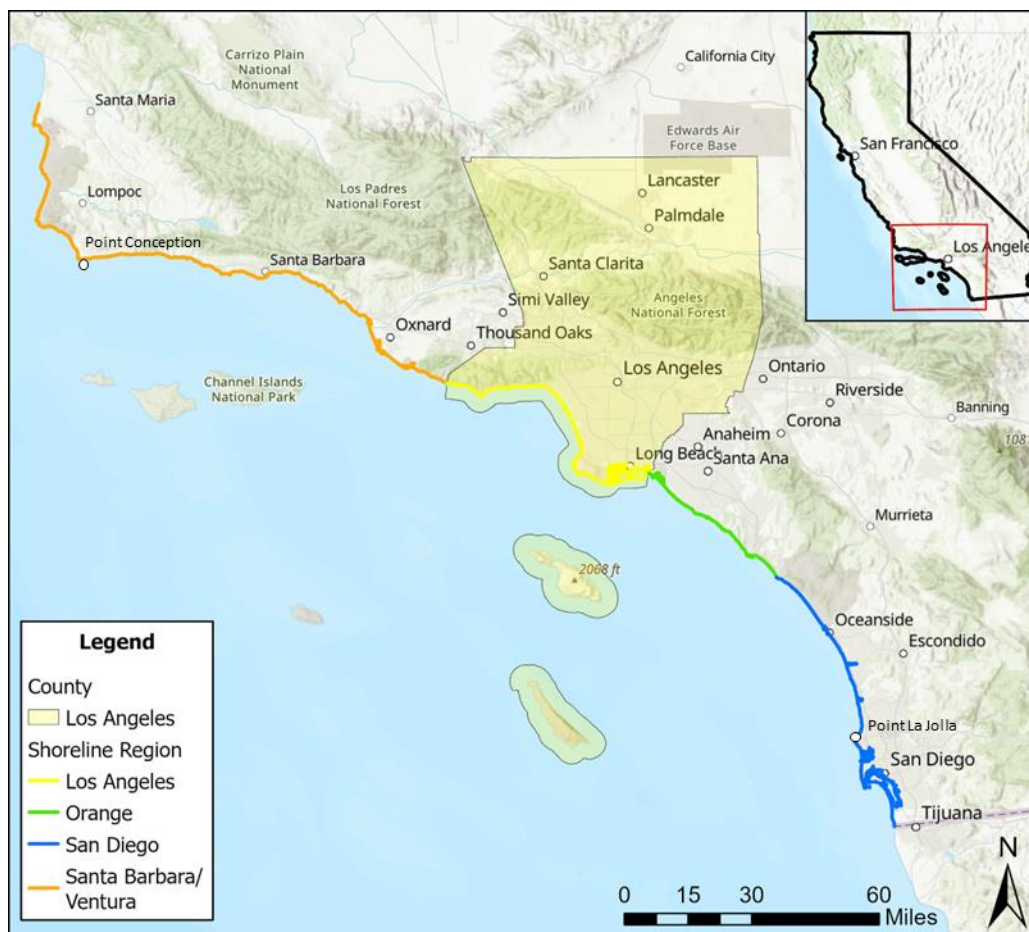 Carrizo Plain
National
Monument
California City
Santa Maria
Edwards Air
Force Base
San Francisco
Los Padres
National Forest
Lancaster
Lompoc
Palmdale
Point Conception
Los Angele
Santa Barbara
Santa Clarita
Simi Valley
Angeles
National Forest
Oxnard
Thousand Oaks
Channel Islands
National Park
Los Angeles
Ontario
Riverside
Banning
Corona
Anaheim
108
Long Beach
Santa Ana
Murrieta
2068 ft
Oceanside
Escondido
Legend
County
Los Angeles
Shoreline Region
Los Angeles
Orange
San Diego
Santa Barbara/
Ventura
Point La Jolla
San Diego
Tijuana
N
0 15 30 60
Miles